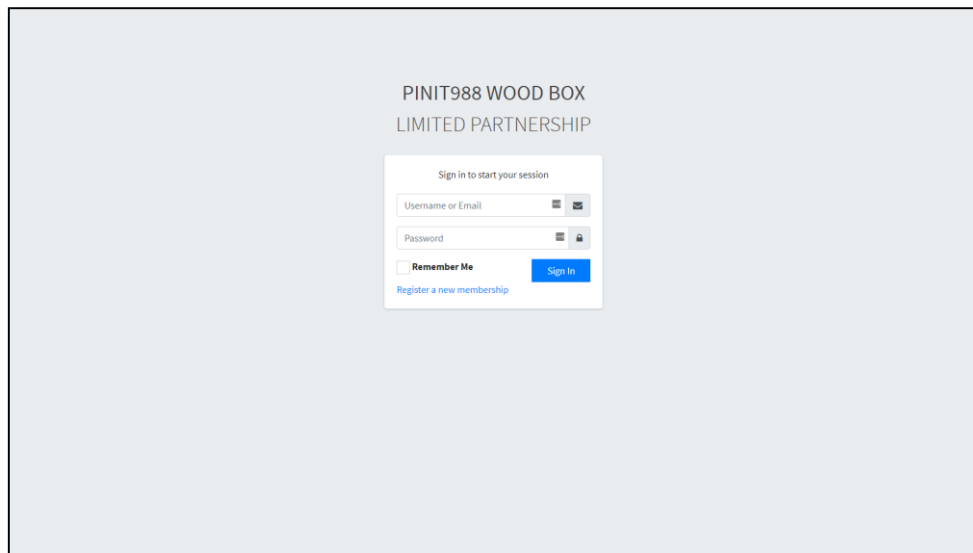 PINIT988 WOOD BOX
LIMITED PARTNERSHIP
Sign in to start your session
Username or Email
Password
Remember Me
Sign In
Register a new membership